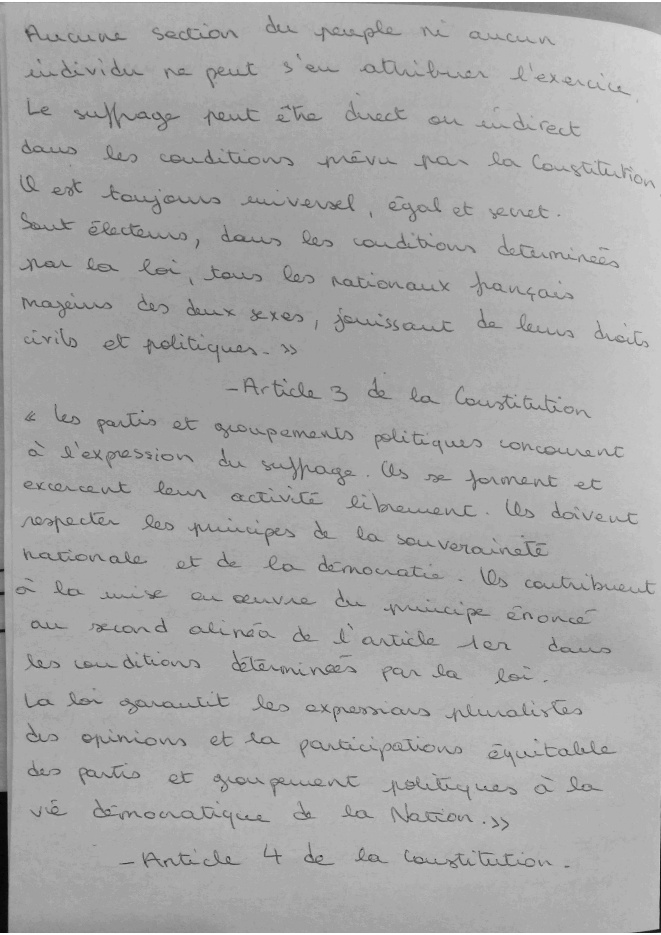 Aucune section du peuple ni aucun
individu ne peut s'en attribuer l'exercice.
Le suffrage peut être direct ou indirect
dans les conditions prévu par la Constitution
Il est toujours universel, égal et secret.
Sont électeurs, dans les conditions determinées
par la loi, tous les nationaux français
majeurs des deux sexes, jouissant de leurs droits
civils et politiques. »
- Article 3 de la Constitution
« Les partis et groupements politiques concourent
à l'expression du suffrage. Ils se forment et
excercent leur activité librement. Ils doivent
respecter les principes de la souveraineté
nationale et de la démocratie. Ils contribuent
à la mise en œuvre du principe énoncé
au second alinéa de l'article 1er dans
les conditions déterminées par la loi.
La loi garantit les expressions pluralistes
des opinions et la participations équitable
des partis et groupement politiques à la
vie démocratique de la Nation. »
- Article 4 de la Constitution.